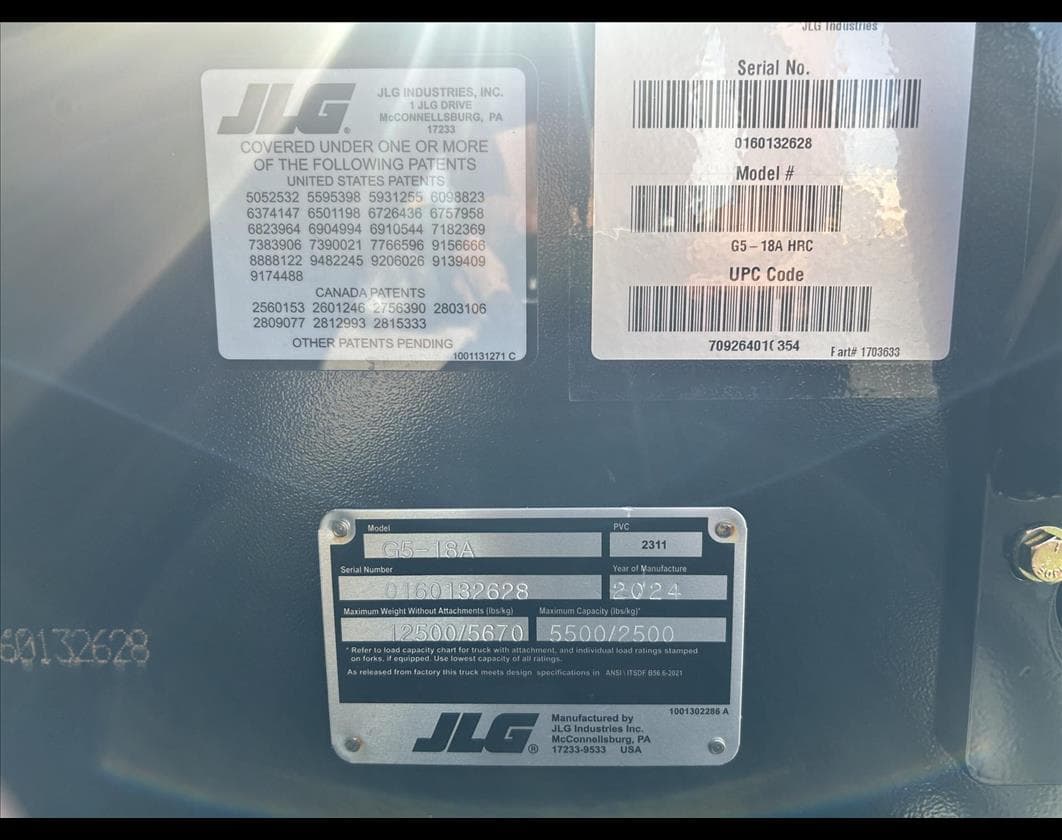 JLG®
JLG INDUSTRIES, INC.
1 JLG DRIVE
McCONNELLSBURG, PA
17233
COVERED UNDER ONE OR MORE
OF THE FOLLOWING PATENTS
UNITED STATES PATENTS
5052532 5595398 5931255 6098823
6374147 6501198 6726436 6757958
6823964 6904994 6910544 7182369
7383906 7390021 7766596 9156666
8888122 9482245 9206026 9139409
9174488
CANADA PATENTS
2560153 2601246 2756390 2803106
2809077 2812993 2815333
OTHER PATENTS PENDING
1001131271 C
JLG Industries
Serial No.
0160132628
Model #
G5-18A HRC
UPC Code
354
Part# 1703633
60132628
Model
G5-18A
PVC
2311
Serial Number
0160132628
Year of Manufacture
2024
Maximum Weight Without Attachments (lbs/kg)
12500/5670
Maximum Capacity (lbs/kg)*
5500/2500
* Refer to load capacity chart for truck with attachment, and individual load ratings stamped
on forks, if equipped. Use lowest capacity of all ratings.
As released from factory this truck meets design specifications in ANSI \ ITSDF B56.6-2021
1001302286 A
JLG®
Manufactured by
JLG Industries Inc.
McConnellsburg, PA
17233-9533 USA